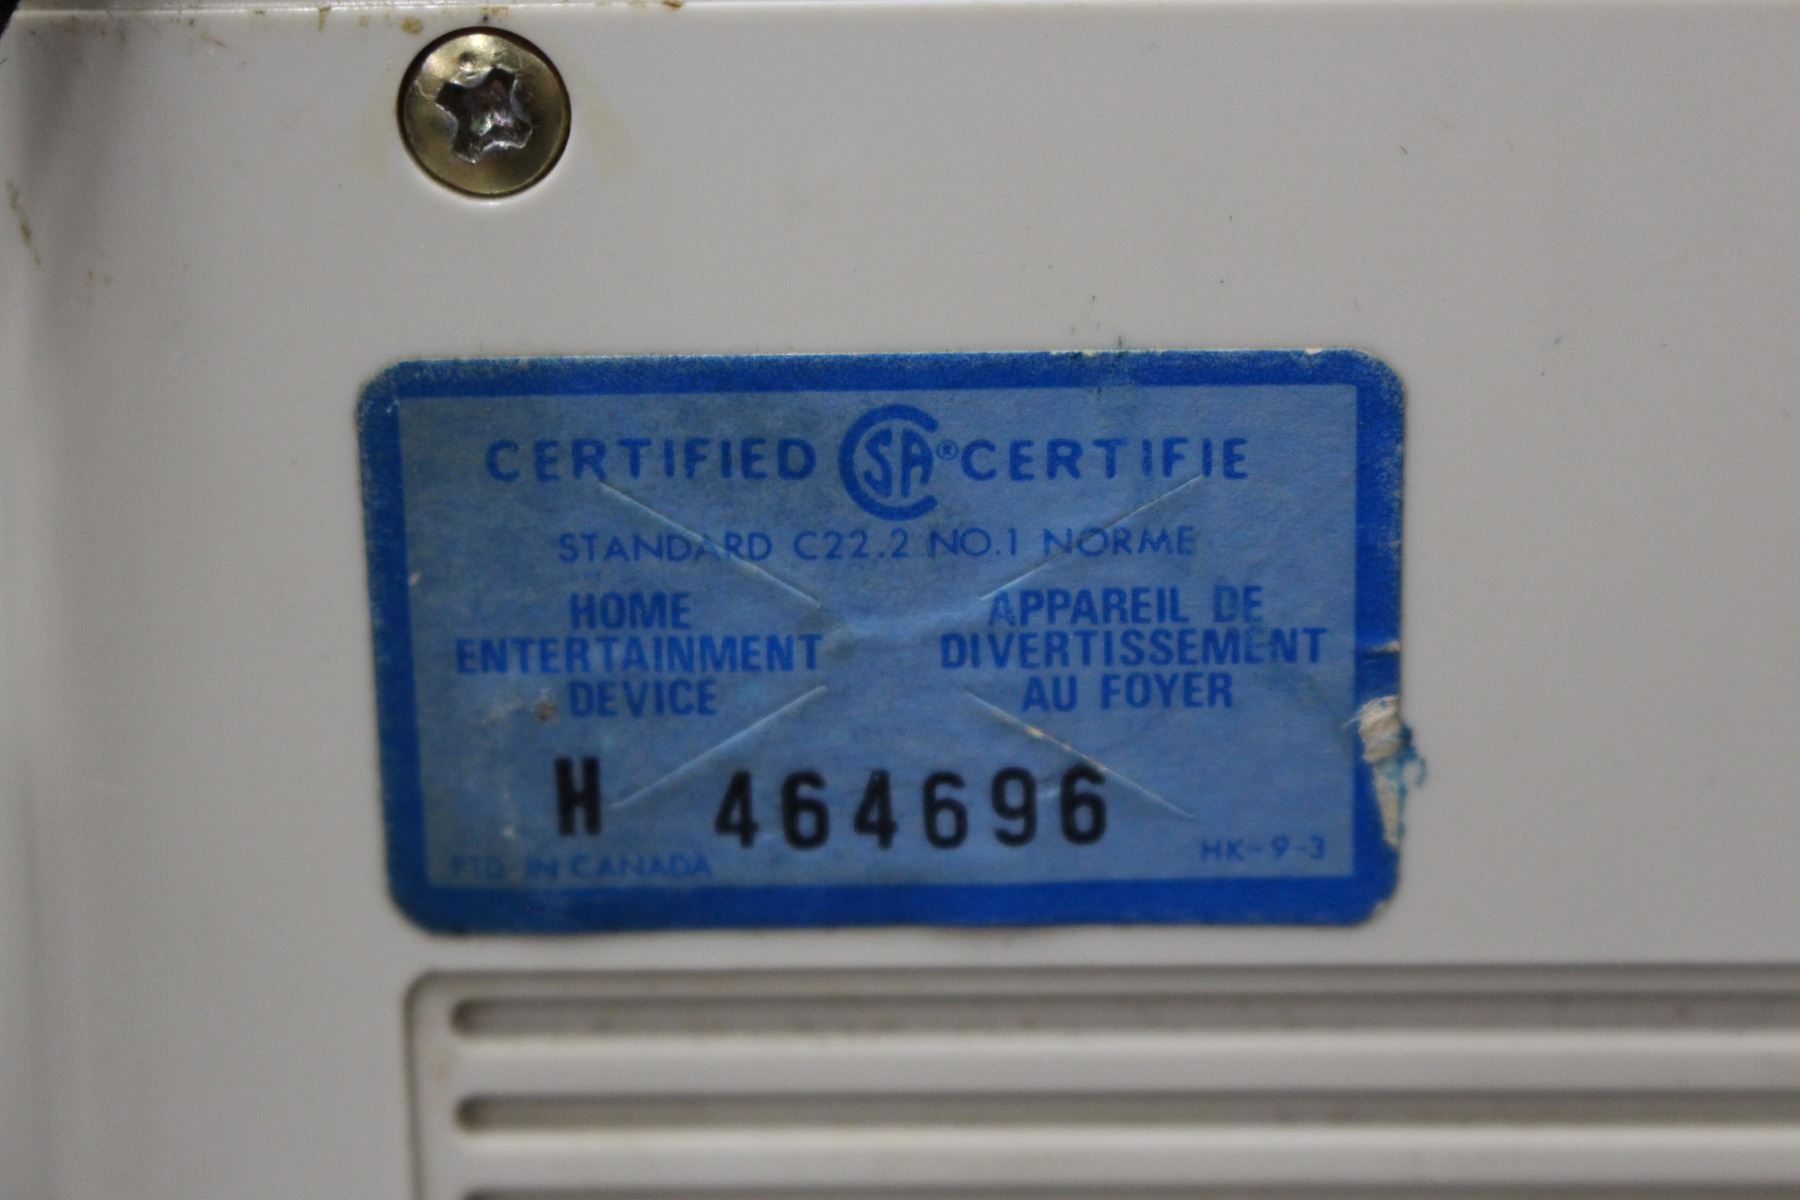 CERTIFIED CSA® CERTIFIE
STANDARD C22.2 NO.1 NORME
HOME
ENTERTAINMENT
DEVICE
APPAREIL DE
DIVERTISSEMENT
AU FOYER
H 464696
PTD IN CANADA
HK-9-3